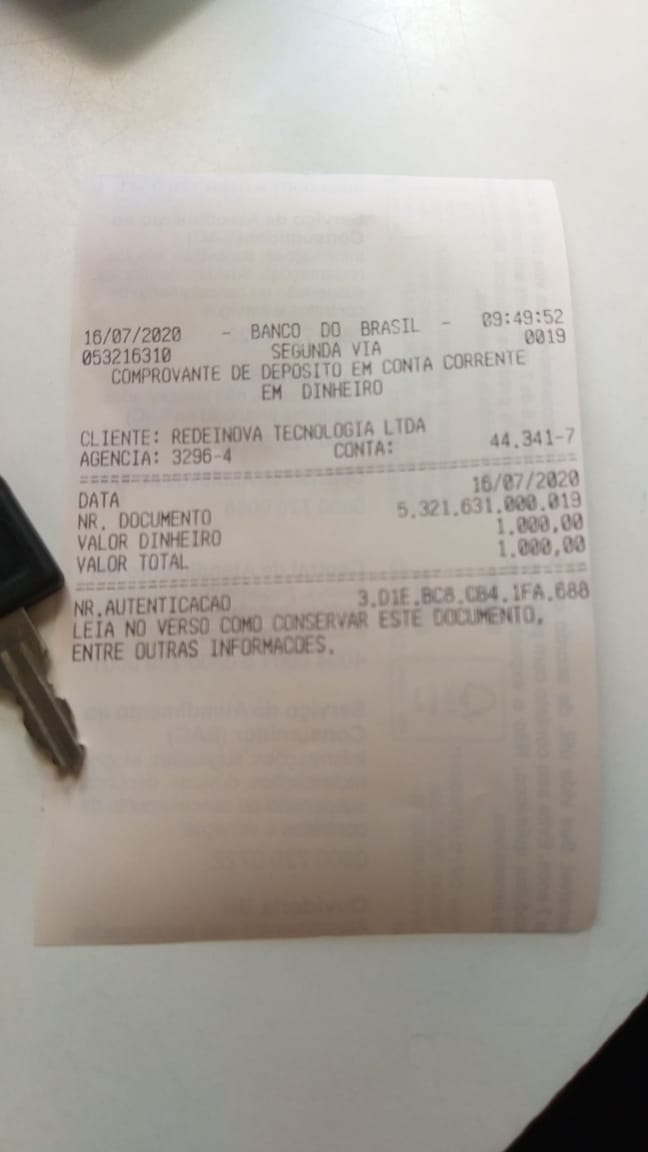 16/07/2020 - BANCO DO BRASIL - 09:49:52
053216310 SEGUNDA VIA 0019
COMPROVANTE DE DEPOSITO EM CONTA CORRENTE
EM DINHEIRO
CLIENTE: REDEINOVA TECNOLOGIA LTDA
AGENCIA: 3296-4 CONTA: 44.341-7
DATA 16/07/2020
NR. DOCUMENTO 5.321.631.000.019
VALOR DINHEIRO 1.000,00
VALOR TOTAL 1.000,00
NR.AUTENTICACAO 3.D1E.BC8.CB4.1FA.688
LEIA NO VERSO COMO CONSERVAR ESTE DOCUMENTO,
ENTRE OUTRAS INFORMACOES.